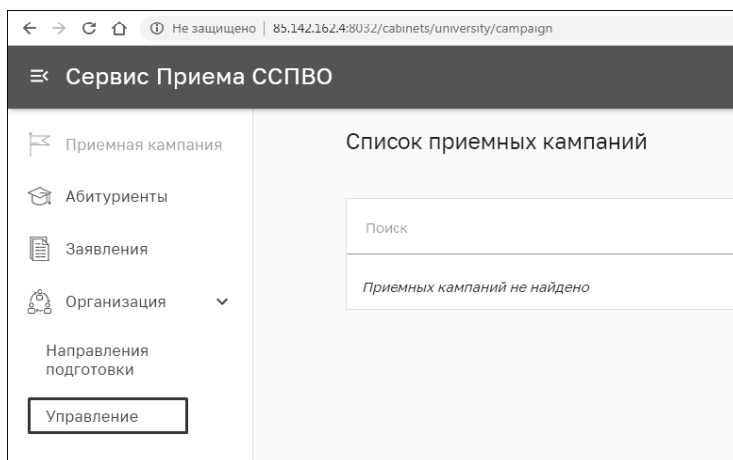 Не защищено | 85.142.162.4:8032/cabinets/university/campaign
Сервис Приема ССПВО
Приемная кампания
Список приемных кампаний
Абитуриенты
Поиск
Заявления
Приемных кампаний не найдено
Организация
Направления
подготовки
Управление